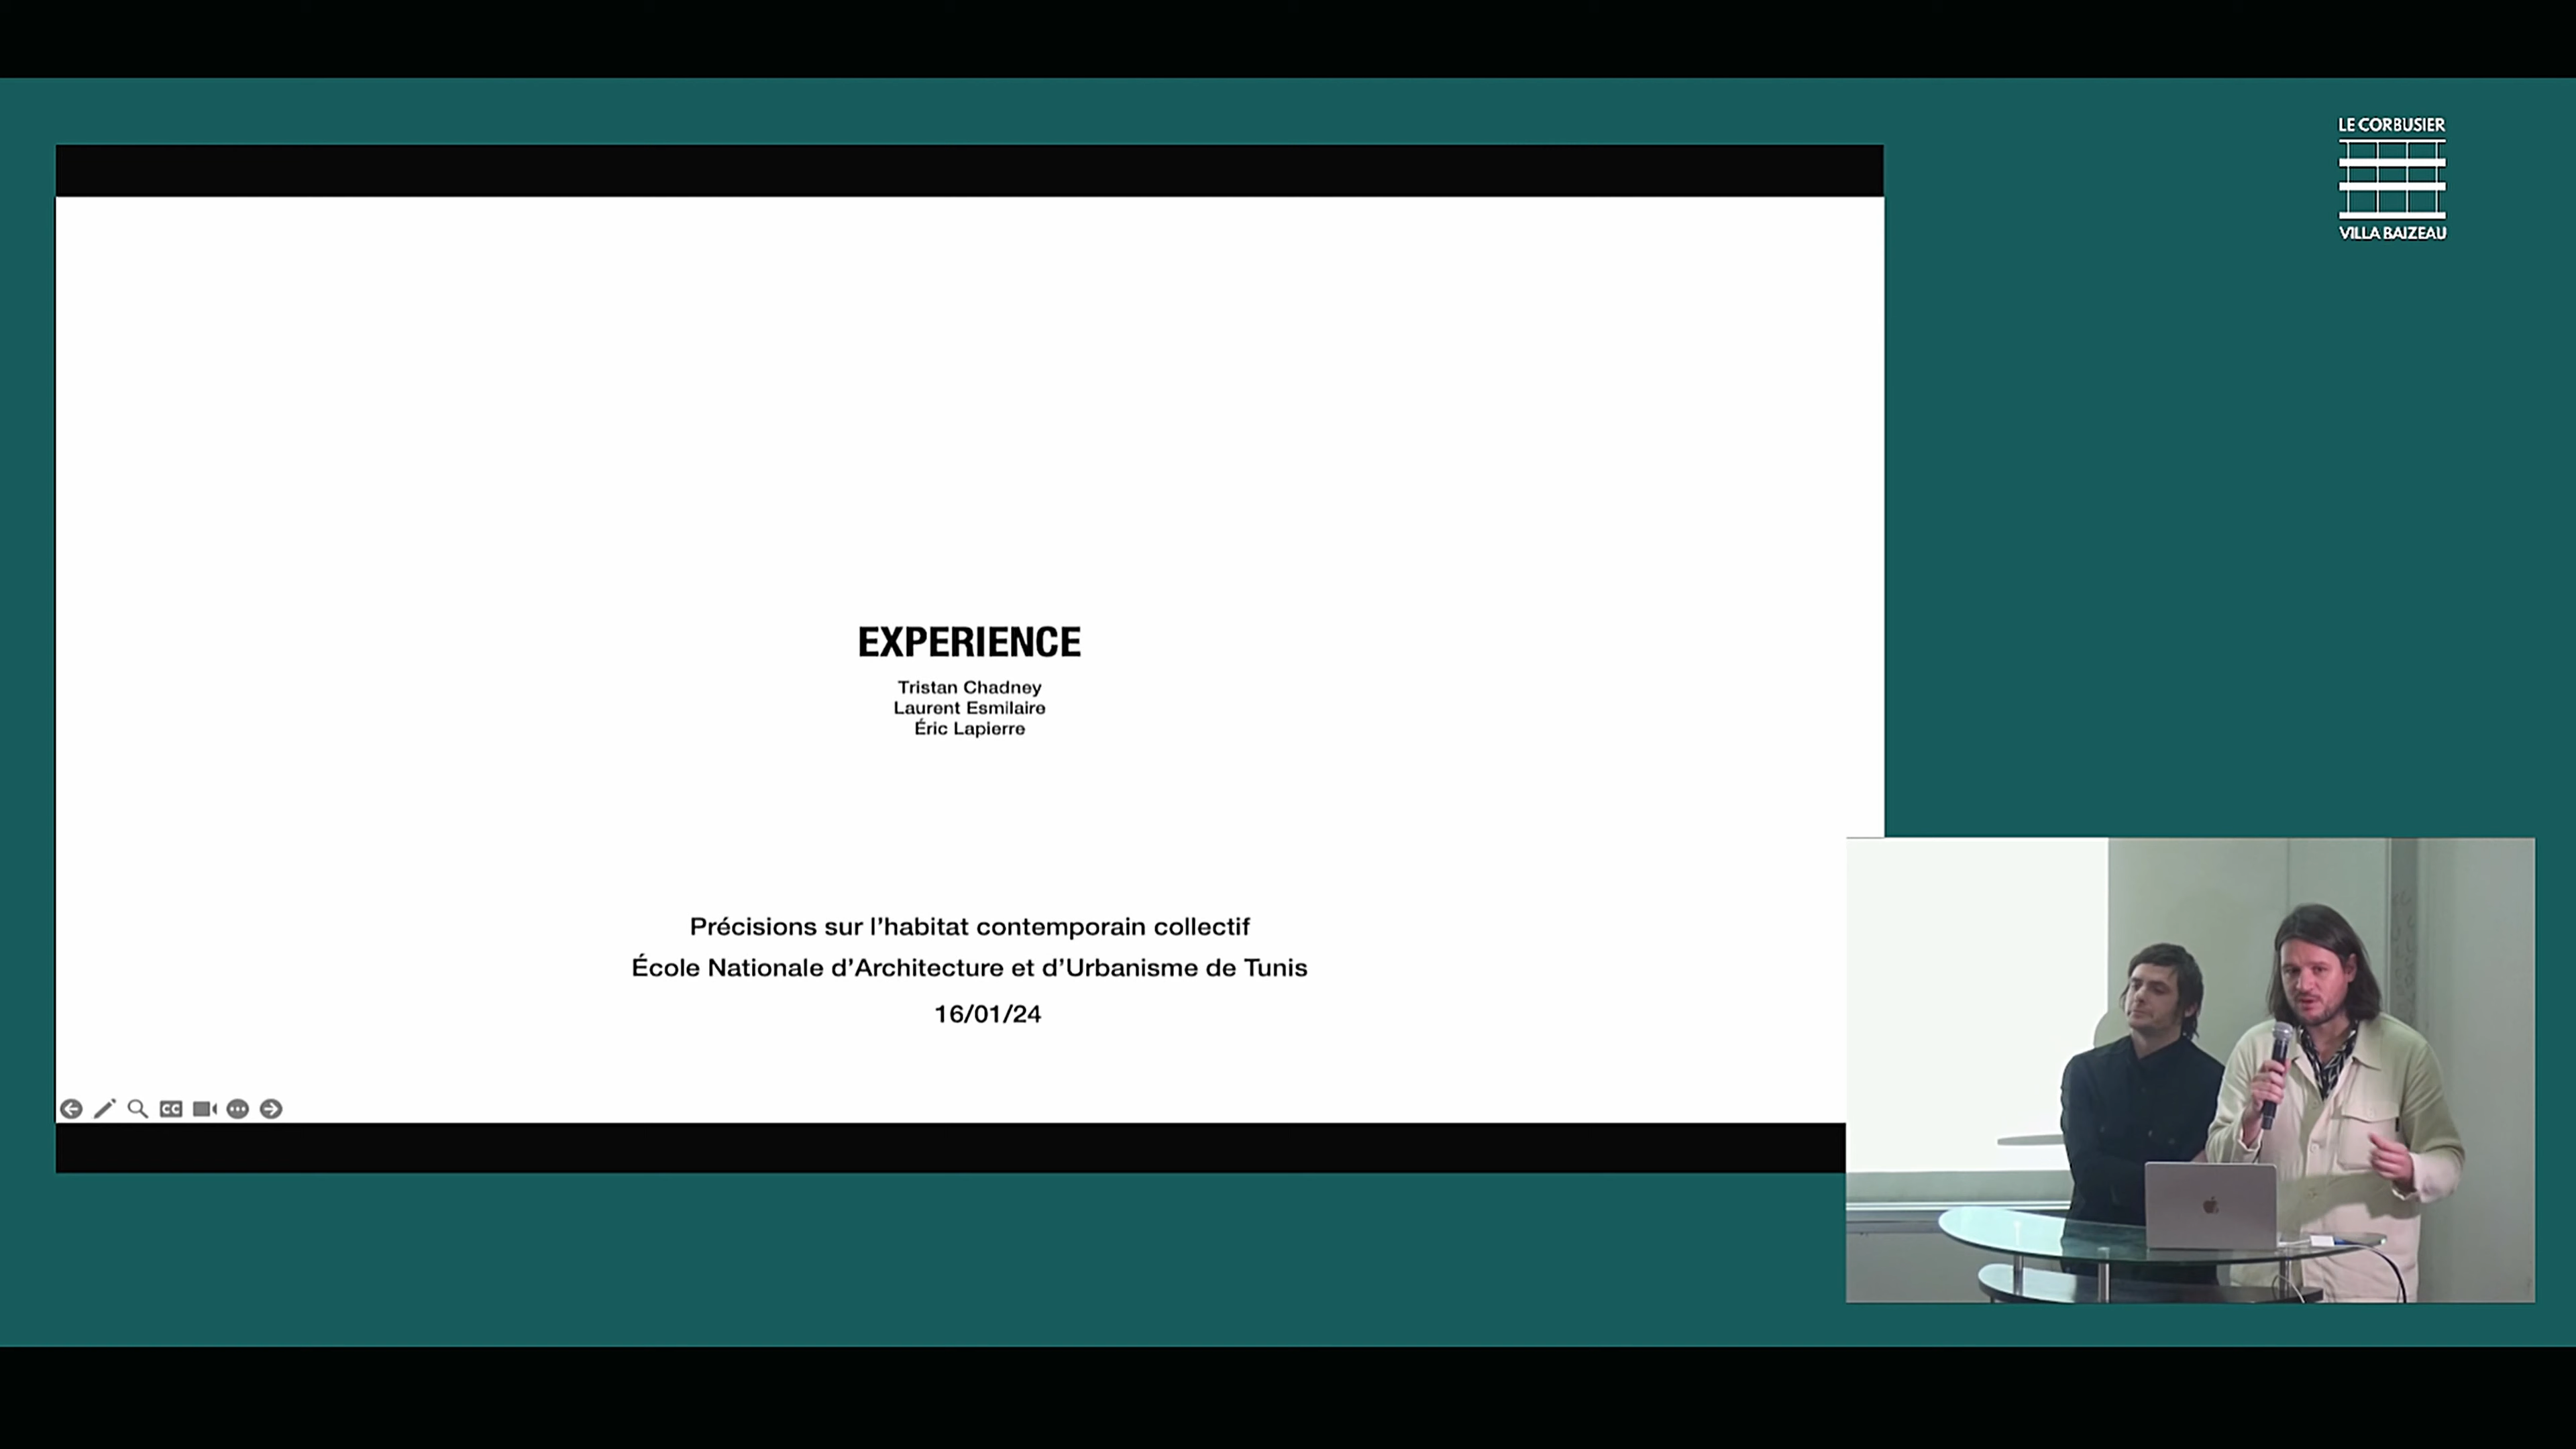 LE CORBUSIER
VILLA BAIZEAU
EXPERIENCE
Tristan Chadney
Laurent Esmilaire
Éric Lapierre
Précisions sur l'habitat contemporain collectif
École Nationale d'Architecture et d'Urbanisme de Tunis
16/01/24
CC